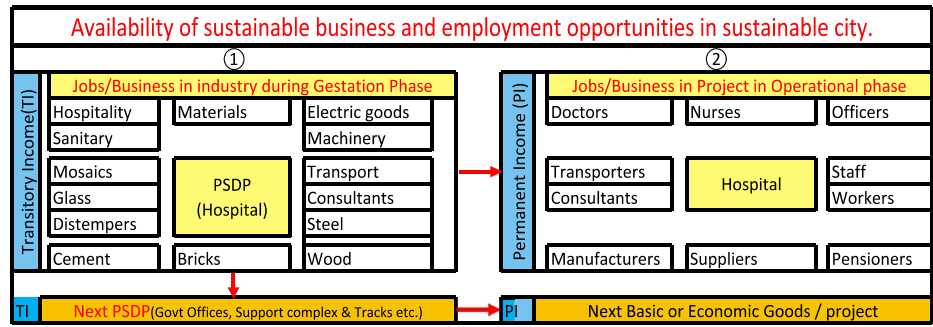 Availability of sustainable business and employment opportunities in sustainable city.
1
2
Transitory Income(TI)
Jobs/Business in industry during Gestation Phase
Hospitality
Materials
Electric goods
Sanitary
Machinery
Mosaics
PSDP
(Hospital)
Transport
Glass
Consultants
Distempers
Steel
Cement
Bricks
Wood
Permanent Income (PI)
Jobs/Business in Project in Operational phase
Doctors
Nurses
Officers
Transporters
Hospital
Staff
Consultants
Workers
Manufacturers
Suppliers
Pensioners
TI
Next PSDP(Govt Offices, Support complex & Tracks etc.)
PI
Next Basic or Economic Goods / project